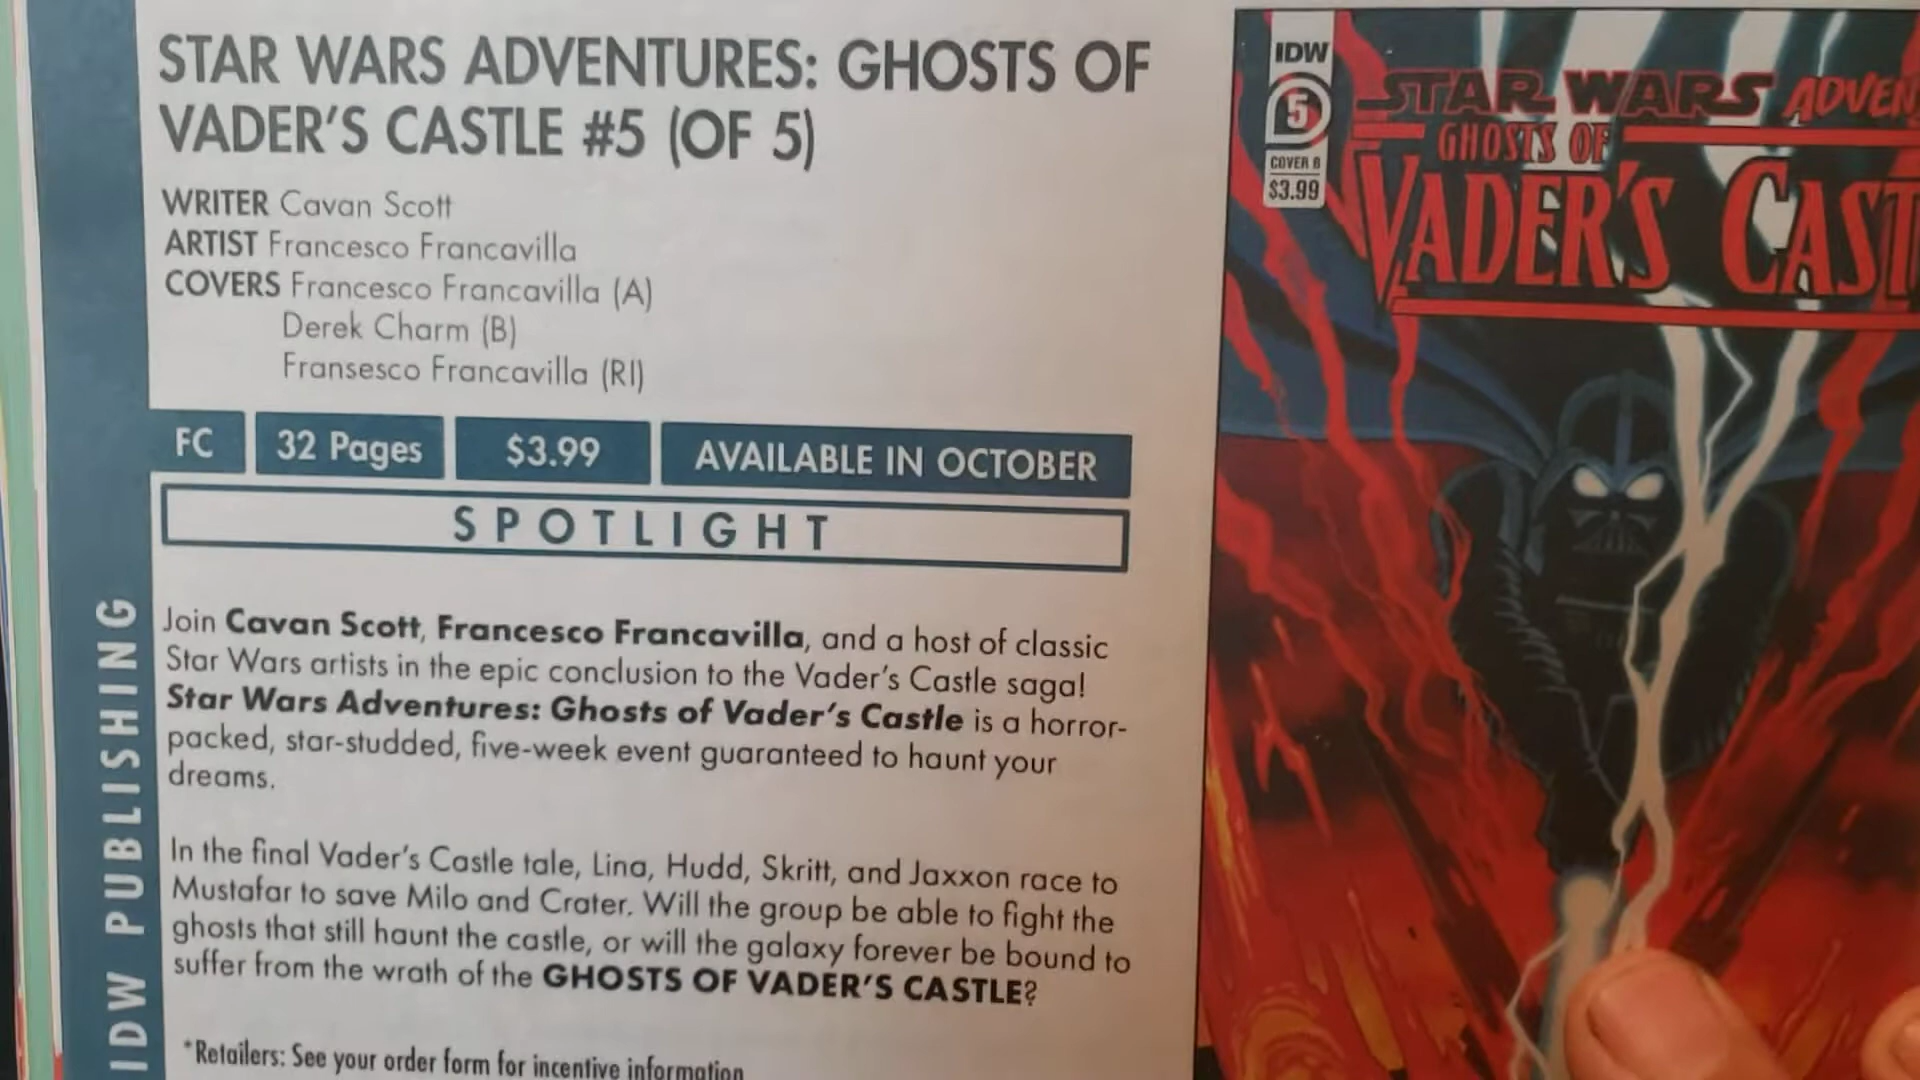 STAR WARS ADVENTURES: GHOSTS OF
VADER'S CASTLE #5 (OF 5)
WRITER Cavan Scott
ARTIST Francesco Francavilla
COVERS Francesco Francavilla (A)
Derek Charm (B)
Fransesco Francavilla (RI)
FC
32 Pages
$3.99
AVAILABLE IN OCTOBER
SPOTLIGHT
Join Cavan Scott, Francesco Francavilla, and a host of classic
Star Wars artists in the epic conclusion to the Vader's Castle saga!
Star Wars Adventures: Ghosts of Vader's Castle is a horror-
packed, star-studded, five-week event guaranteed to haunt your
dreams.
In the final Vader's Castle tale, Lina, Hudd, Skritt, and Jaxxon race to
Mustafar to save Milo and Crater. Will the group be able to fight the
ghosts that still haunt the castle, or will the galaxy forever be bound to
suffer from the wrath of the GHOSTS OF VADER'S CASTLE?
*Retailers: See your order form for incentive information
IDW PUBLISHING
IDW
5
COVER B
$3.99
STAR WARS ADVEN
GHOSTS OF
VADER'S CAST